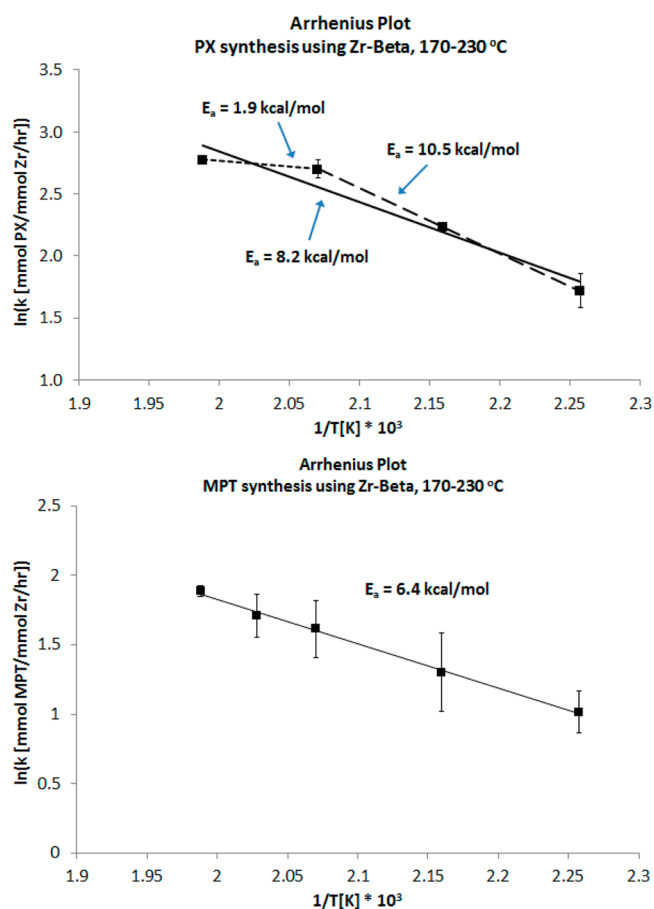 Arrhenius Plot
PX synthesis using Zr-Beta, 170-230 °C
3.5
3.0
2.5
2.0
1.5
1.0
ln(k [mmol PX/mmol Zr/hr])
Eₐ = 1.9 kcal/mol
Eₐ = 10.5 kcal/mol
Eₐ = 8.2 kcal/mol
1.9 1.95 2 2.05 2.1 2.15 2.2 2.25 2.3
1/T[K] * 10³
Arrhenius Plot
MPT synthesis using Zr-Beta, 170-230 °C
2.5
2
1.5
1
0.5
0
ln(k [mmol MPT/mmol Zr/hr])
Eₐ = 6.4 kcal/mol
1.9 1.95 2 2.05 2.1 2.15 2.2 2.25 2.3
1/T[K] * 10³